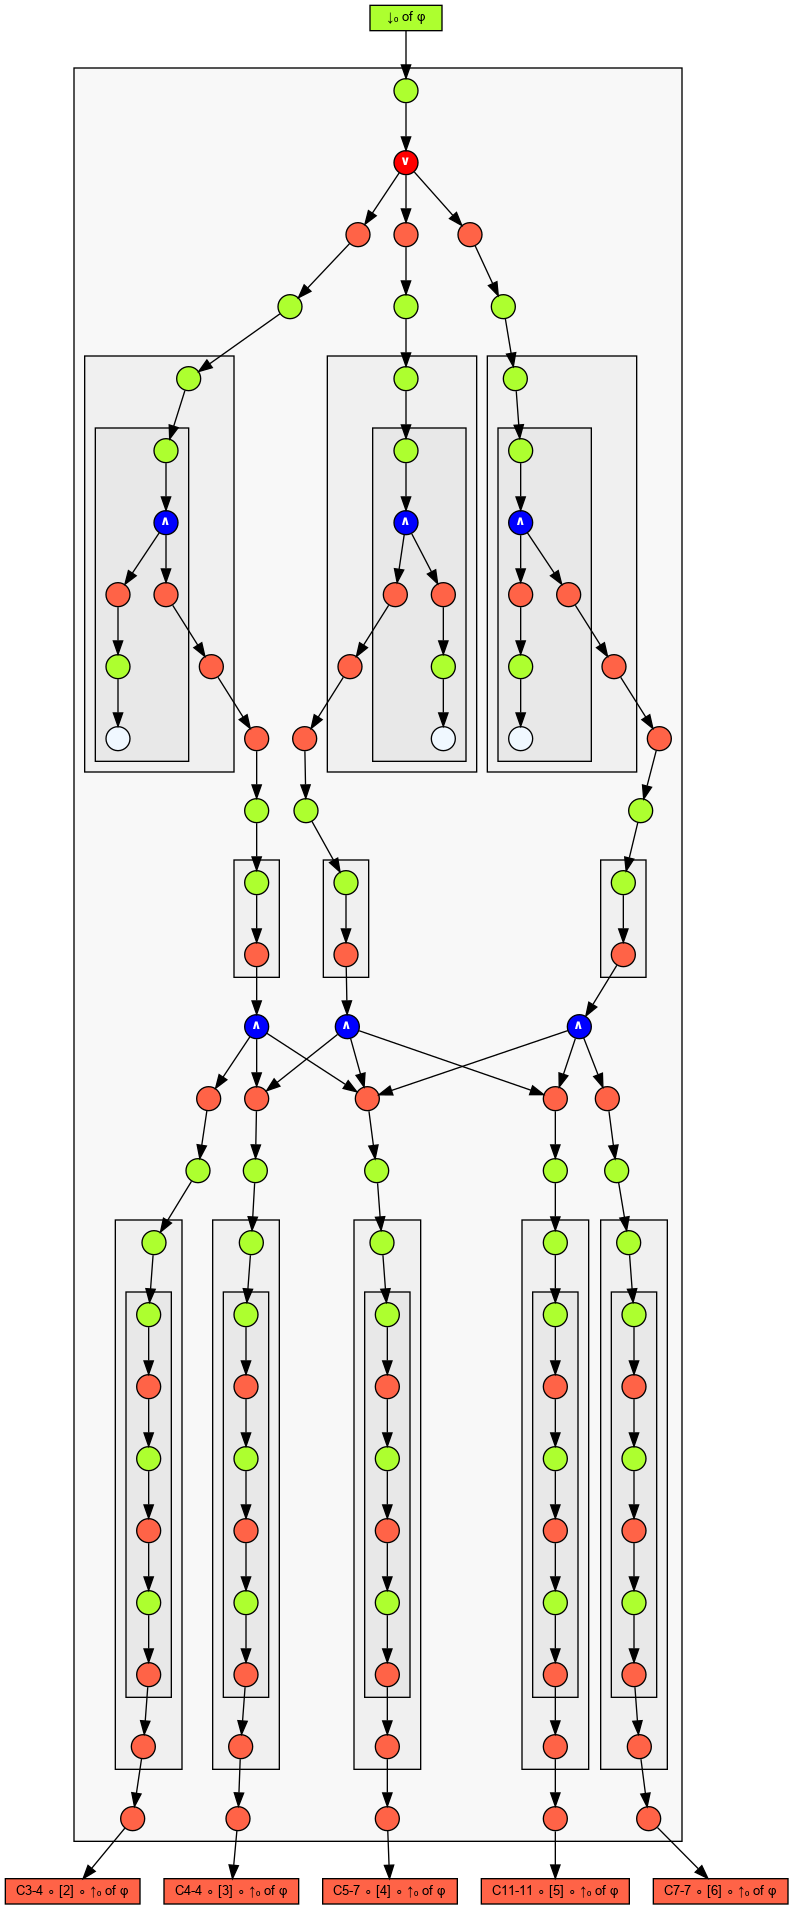 ↓₀ of φ
∨
∧
∧
∧
∧
∧
∧
C3-4 ∘ [2] ∘ ↑₀ of φ
C4-4 ∘ [3] ∘ ↑₀ of φ
C5-7 ∘ [4] ∘ ↑₀ of φ
C11-11 ∘ [5] ∘ ↑₀ of φ
C7-7 ∘ [6] ∘ ↑₀ of φ